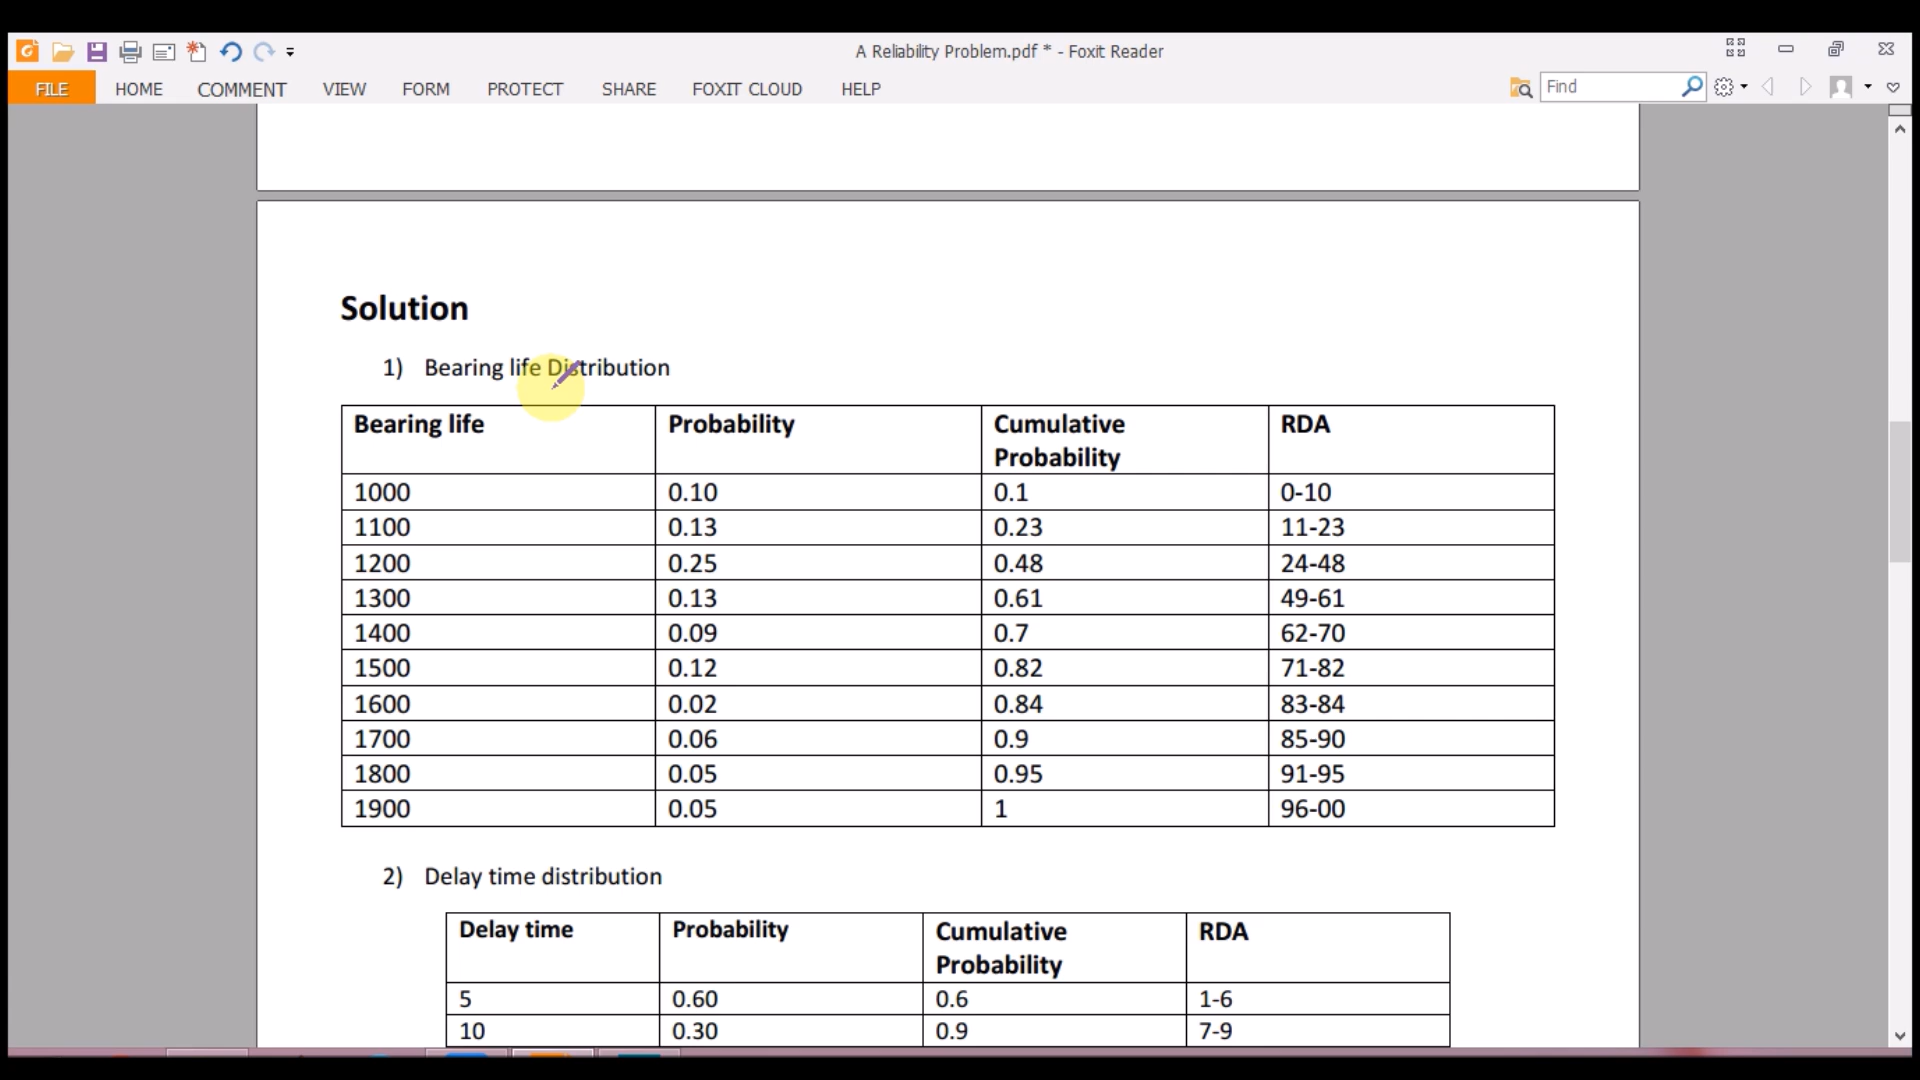 A Reliability Problem.pdf * - Foxit Reader
FILE HOME COMMENT VIEW FORM PROTECT SHARE FOXIT CLOUD HELP Find
Solution
1) Bearing life Distribution
Bearing life Probability Cumulative Probability RDA
1000 0.10 0.1 0-10
1100 0.13 0.23 11-23
1200 0.25 0.48 24-48
1300 0.13 0.61 49-61
1400 0.09 0.7 62-70
1500 0.12 0.82 71-82
1600 0.02 0.84 83-84
1700 0.06 0.9 85-90
1800 0.05 0.95 91-95
1900 0.05 1 96-00
2) Delay time distribution
Delay time Probability Cumulative Probability RDA
5 0.60 0.6 1-6
10 0.30 0.9 7-9